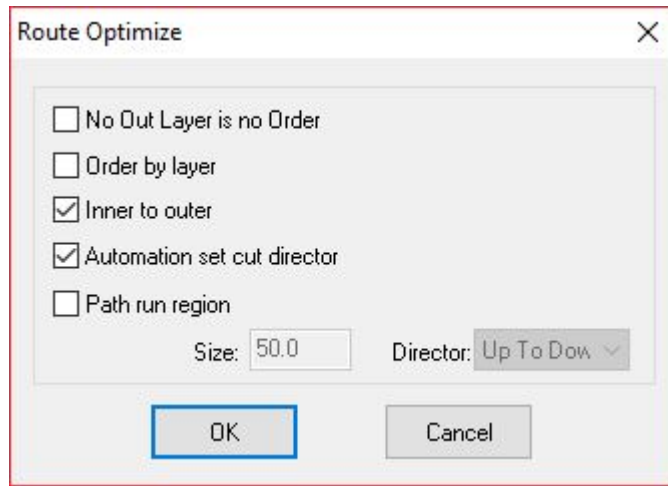 Route Optimize
No Out Layer is no Order
Order by layer
Inner to outer
Automation set cut director
Path run region
Size: 50.0 Director: Up To Dow
OK Cancel